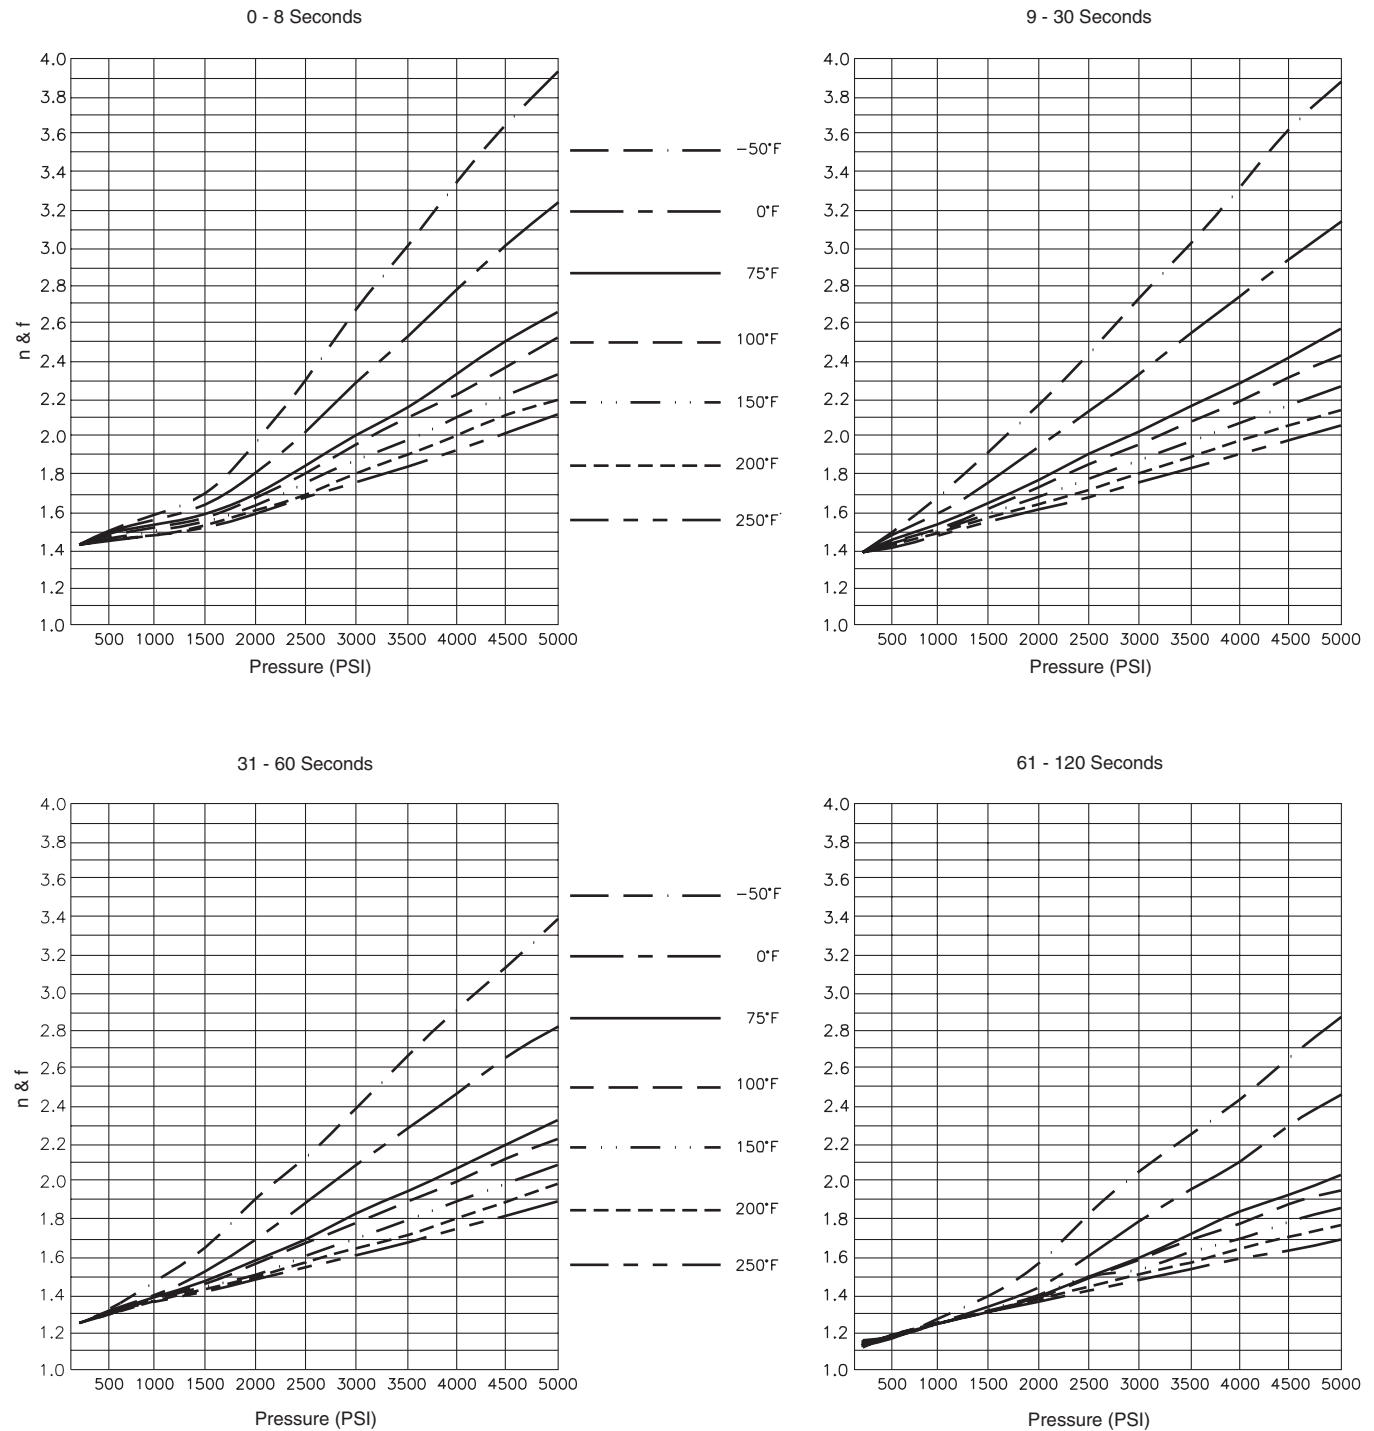 0 - 8 Seconds
9 - 30 Seconds
4.0
3.8
3.6
3.4
3.2
3.0
2.8
2.6
2.4
2.2
2.0
1.8
1.6
1.4
1.2
1.0
n & f
500 1000 1500 2000 2500 3000 3500 4000 4500 5000
Pressure (PSI)
−50°F
0°F
75°F
100°F
150°F
200°F
250°F
4.0
3.8
3.6
3.4
3.2
3.0
2.8
2.6
2.4
2.2
2.0
1.8
1.6
1.4
1.2
1.0
500 1000 1500 2000 2500 3000 3500 4000 4500 5000
Pressure (PSI)
31 - 60 Seconds
61 - 120 Seconds
4.0
3.8
3.6
3.4
3.2
3.0
2.8
2.6
2.4
2.2
2.0
1.8
1.6
1.4
1.2
1.0
n & f
500 1000 1500 2000 2500 3000 3500 4000 4500 5000
Pressure (PSI)
−50°F
0°F
75°F
100°F
150°F
200°F
250°F
4.0
3.8
3.6
3.4
3.2
3.0
2.8
2.6
2.4
2.2
2.0
1.8
1.6
1.4
1.2
1.0
500 1000 1500 2000 2500 3000 3500 4000 4500 5000
Pressure (PSI)